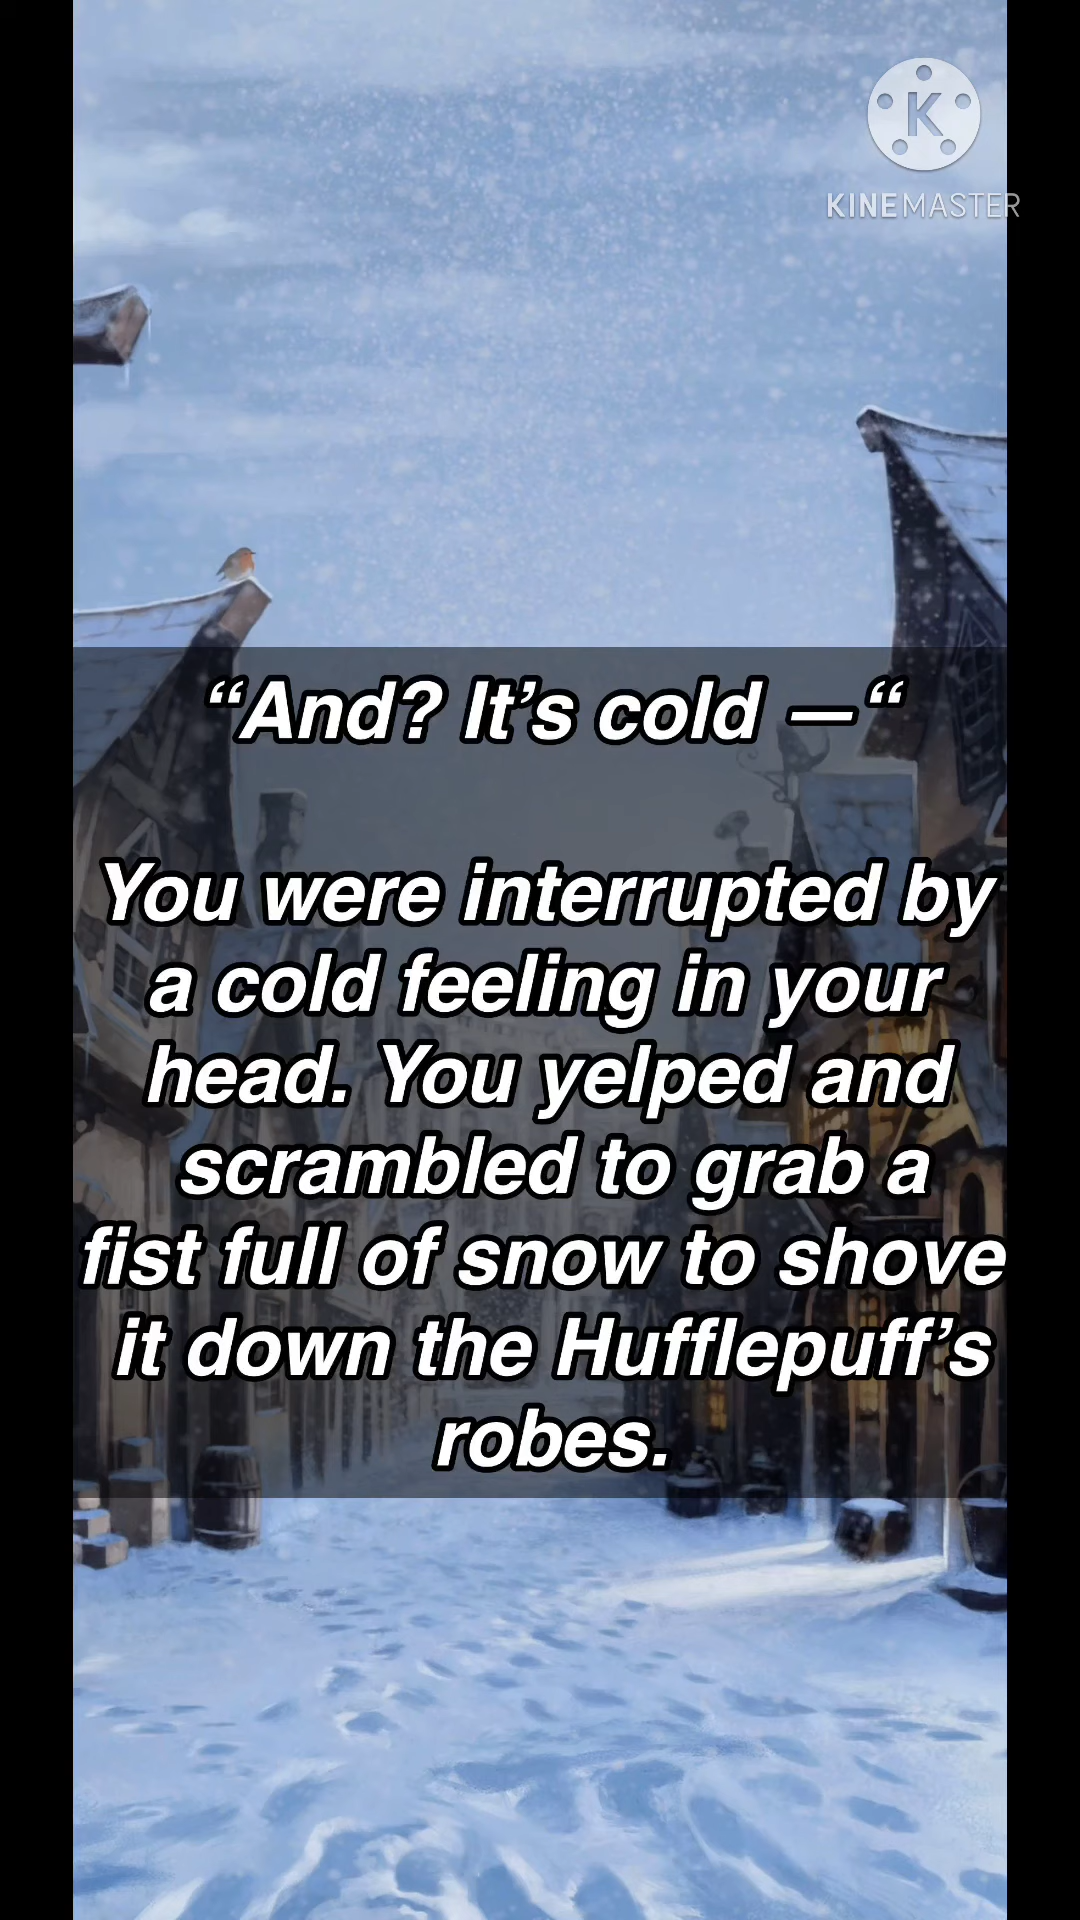 K
KINEMASTER
“And? It’s cold —“
You were interrupted by
a cold feeling in your
head. You yelped and
scrambled to grab a
fist full of snow to shove
it down the Hufflepuff’s
robes.